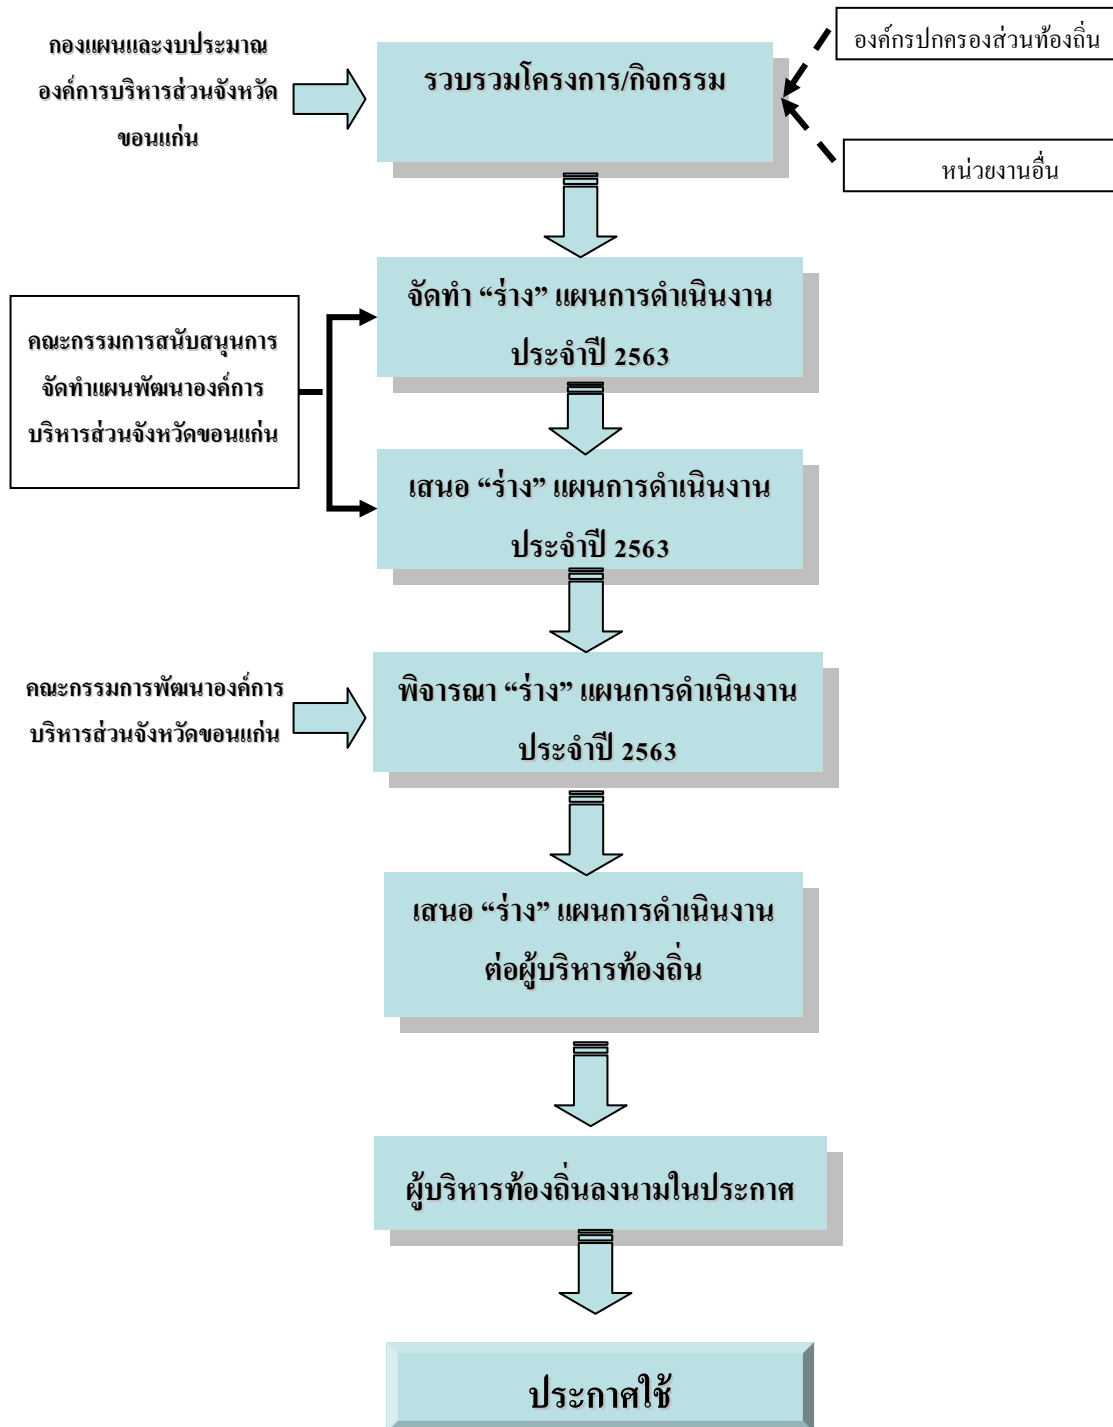 กองแผนและงบประมาณ
องค์การบริหารส่วนจังหวัด
ขอนแก่น
รวบรวมโครงการ/กิจกรรม
องค์กรปกครองส่วนท้องถิ่น
หน่วยงานอื่น
จัดทำ “ร่าง” แผนการดำเนินงาน
ประจำปี 2563
คณะกรรมการสนับสนุนการ
จัดทำแผนพัฒนาองค์การ
บริหารส่วนจังหวัดขอนแก่น
เสนอ “ร่าง” แผนการดำเนินงาน
ประจำปี 2563
คณะกรรมการพัฒนาองค์การ
บริหารส่วนจังหวัดขอนแก่น
พิจารณา “ร่าง” แผนการดำเนินงาน
ประจำปี 2563
เสนอ “ร่าง” แผนการดำเนินงาน
ต่อผู้บริหารท้องถิ่น
ผู้บริหารท้องถิ่นลงนามในประกาศ
ประกาศใช้